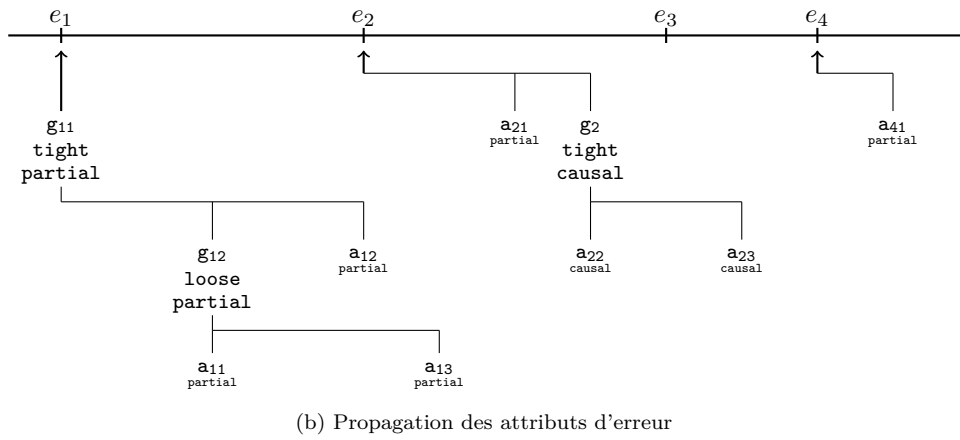 e₁ e₂ e₃ e₄
g₁₁
tight
partial
a₂₁
partial
g₂
tight
causal
a₄₁
partial
g₁₂
loose
partial
a₁₂
partial
a₂₂
causal
a₂₃
causal
a₁₁
partial
a₁₃
partial
(b) Propagation des attributs d'erreur